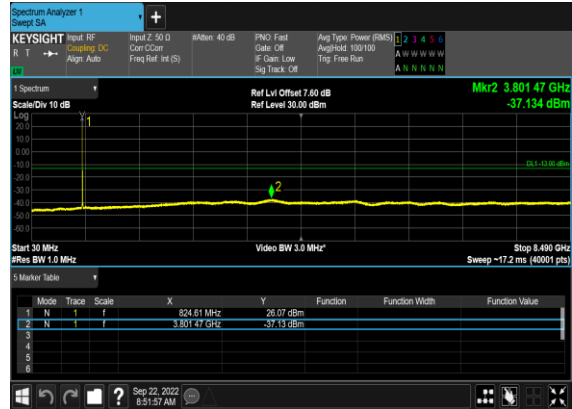 Spectrum Analyzer 1
Swept SA
+
KEYSIGHT Input: RF Input Z: 50 Ω #Atten: 40 dB PNO: Fast Avg Type: Power (RMS) 1 2 3 4 5 6
R T Coupling: DC Corr CCorr Gate: Off Avg|Hold: 100/100 A W W W W W
Align: Auto Freq Ref: Int (S) IF Gain: Low Trig: Free Run
Sig Track: Off A N N N N N
1 Spectrum Ref Lvl Offset 7.60 dB Mkr2 3.801 47 GHz
Scale/Div 10 dB Ref Level 30.00 dBm -37.134 dBm
Log
20.0
10.0
0.00
-10.0
-20.0
-30.0
-40.0
-50.0
-60.0
1
2
DL1 -13.00 dBm
Start 30 MHz Video BW 3.0 MHz* Stop 8.490 GHz
#Res BW 1.0 MHz Sweep ~17.2 ms (40001 pts)
5 Marker Table
Mode Trace Scale X Y Function Function Width Function Value
1 N 1 f 824.61 MHz 26.07 dBm
2 N 1 f 3.801 47 GHz -37.13 dBm
3
4
5
6
? Sep 22, 2022
8:51:57 AM